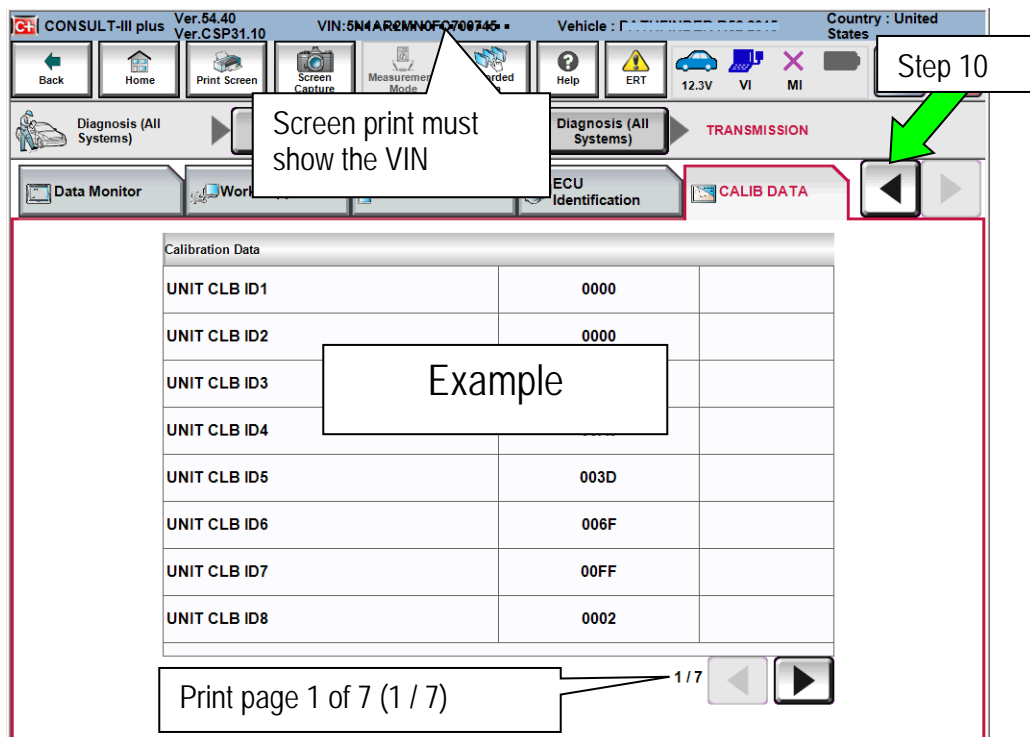 CONSULT-III plus Ver.54.40 Ver.CSP31.10 VIN: Vehicle : Country : United States
Back Home Print Screen Screen Capture Measurement Mode Help ERT 12.3V VI MI
Step 10
Screen print must show the VIN
Diagnosis (All Systems) Diagnosis (All Systems) TRANSMISSION
Data Monitor ECU Identification CALIB DATA
Calibration Data
UNIT CLB ID1 0000
UNIT CLB ID2 0000
UNIT CLB ID3
Example
UNIT CLB ID4
UNIT CLB ID5 003D
UNIT CLB ID6 006F
UNIT CLB ID7 00FF
UNIT CLB ID8 0002
Print page 1 of 7 (1 / 7)
1 / 7